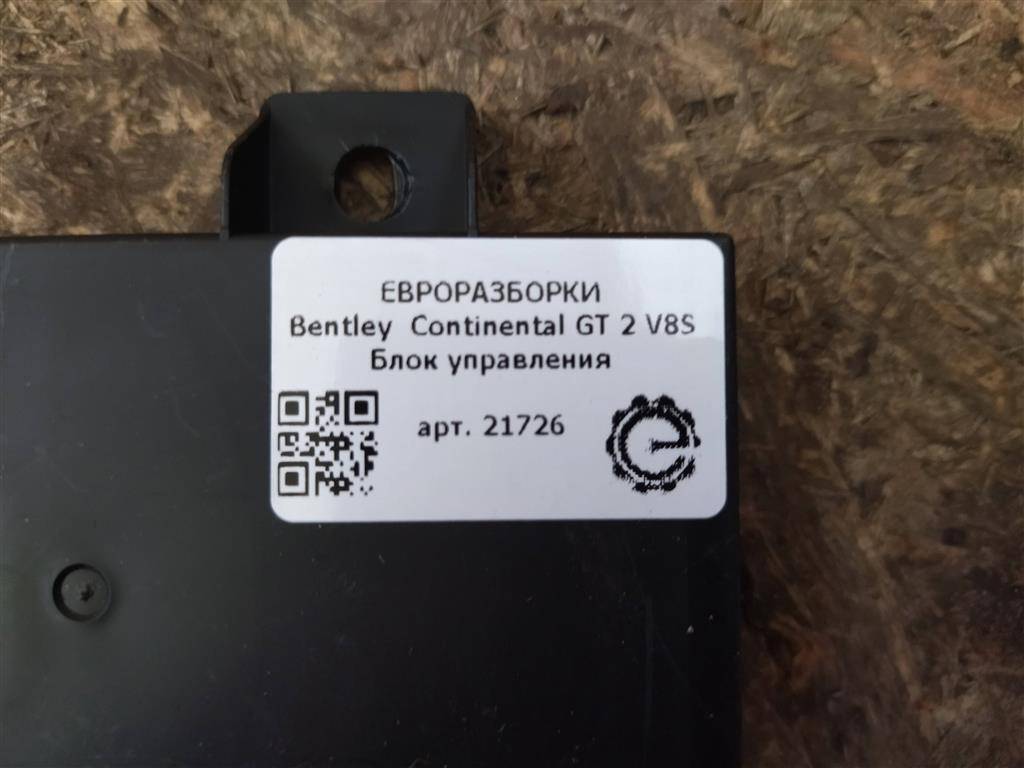 ЕВРОРАЗБОРКИ
Bentley Continental GT 2 V8S
Блок управления
арт. 21726